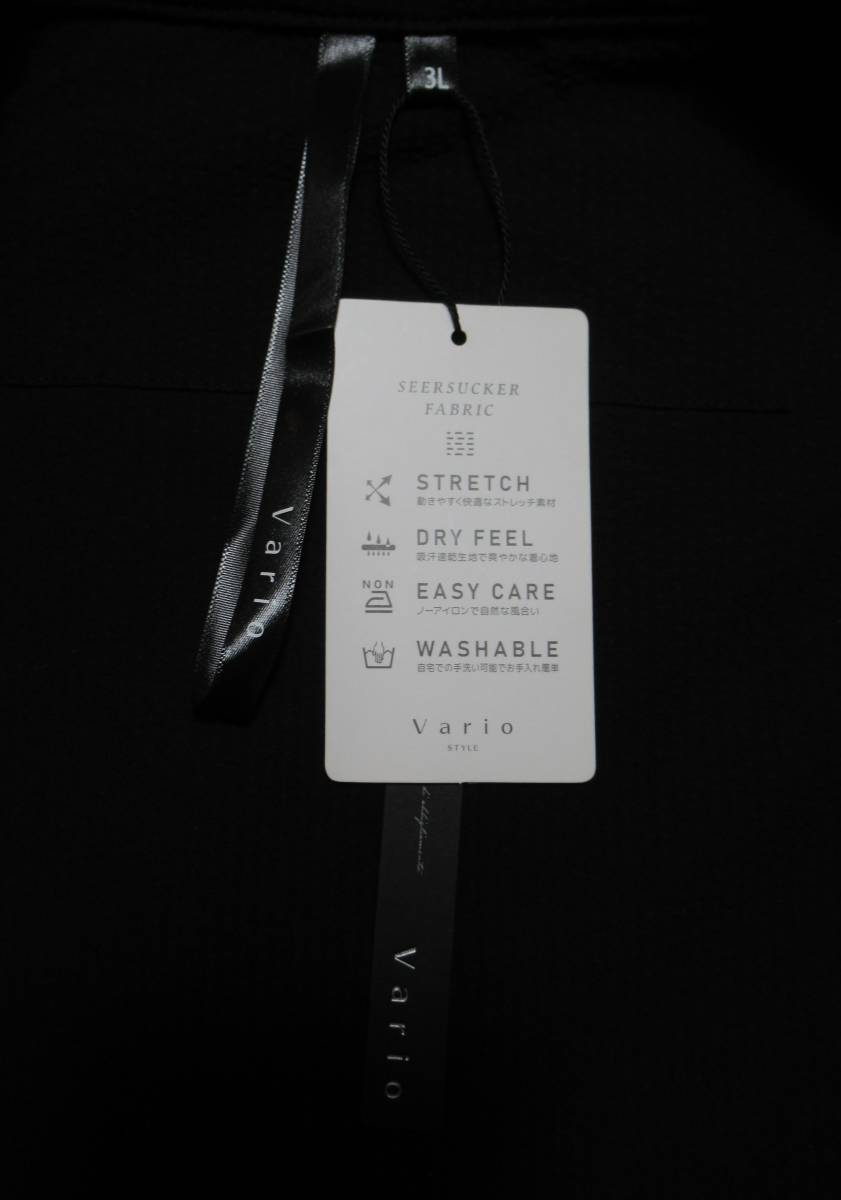 3L
SEERSUCKER
FABRIC
STRETCH
動きやすく快適なストレッチ素材
DRY FEEL
吸汗速乾生地で爽やかな着心地
NON
EASY CARE
ノーアイロンで自然な風合い
WASHABLE
自宅での手洗い可能でお手入れ簡単
Vario
STYLE
Vario
Vario